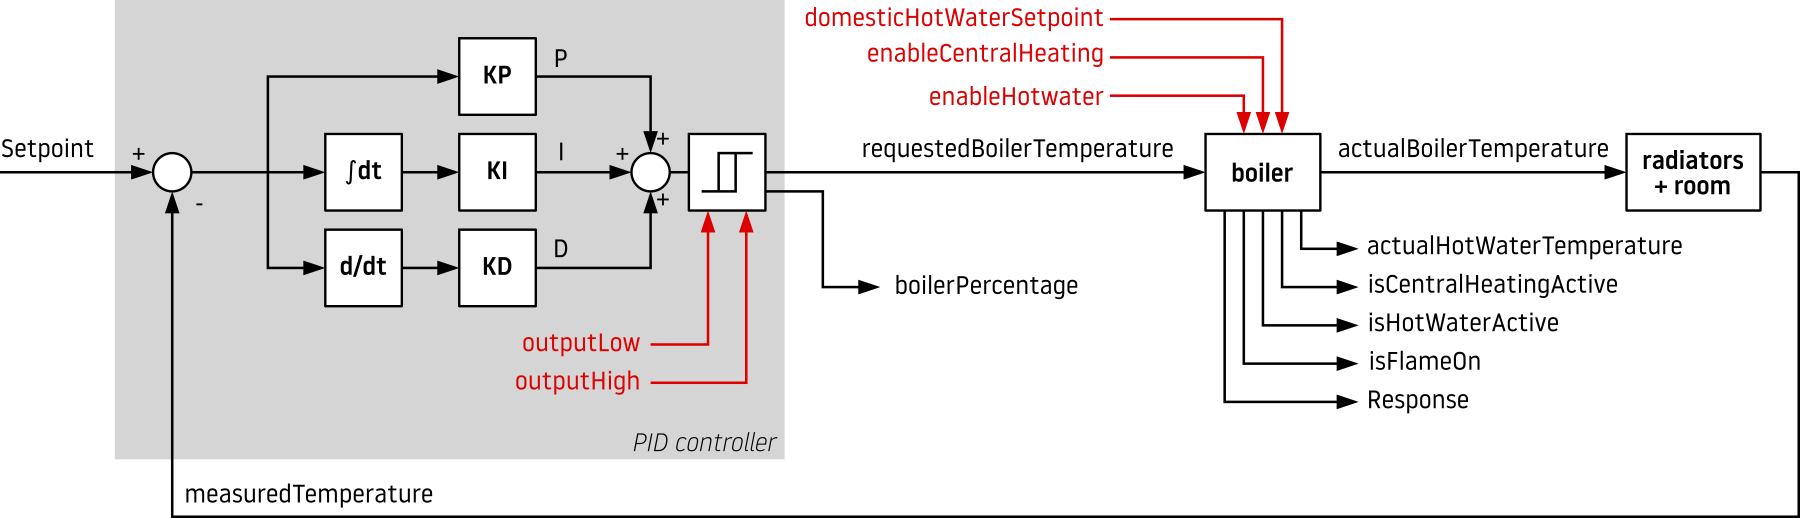 domesticHotWaterSetpoint
enableCentralHeating
enableHotwater
KP
P
Setpoint
+
-
∫dt
KI
I
+
+
+
requestedBoilerTemperature
boiler
actualBoilerTemperature
radiators
+ room
d/dt
KD
D
boilerPercentage
actualHotWaterTemperature
isCentralHeatingActive
isHotWaterActive
isFlameOn
Response
outputLow
outputHigh
PID controller
measuredTemperature